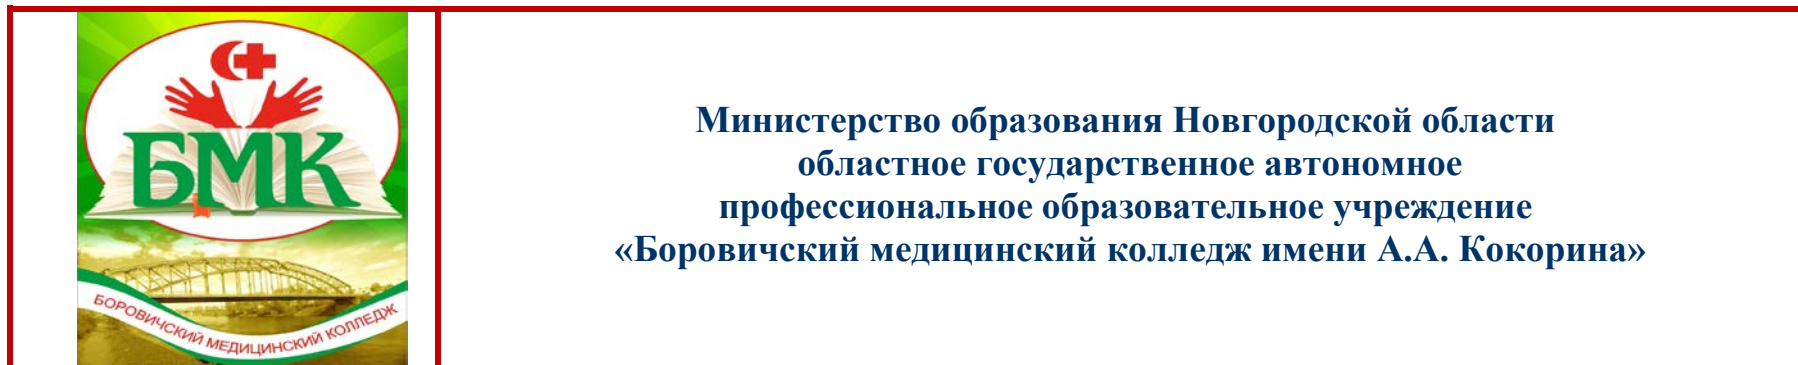 БМК
БОРОВИЧСКИЙ МЕДИЦИНСКИЙ КОЛЛЕДЖ
Министерство образования Новгородской области
областное государственное автономное
профессиональное образовательное учреждение
«Боровичский медицинский колледж имени А.А. Кокорина»